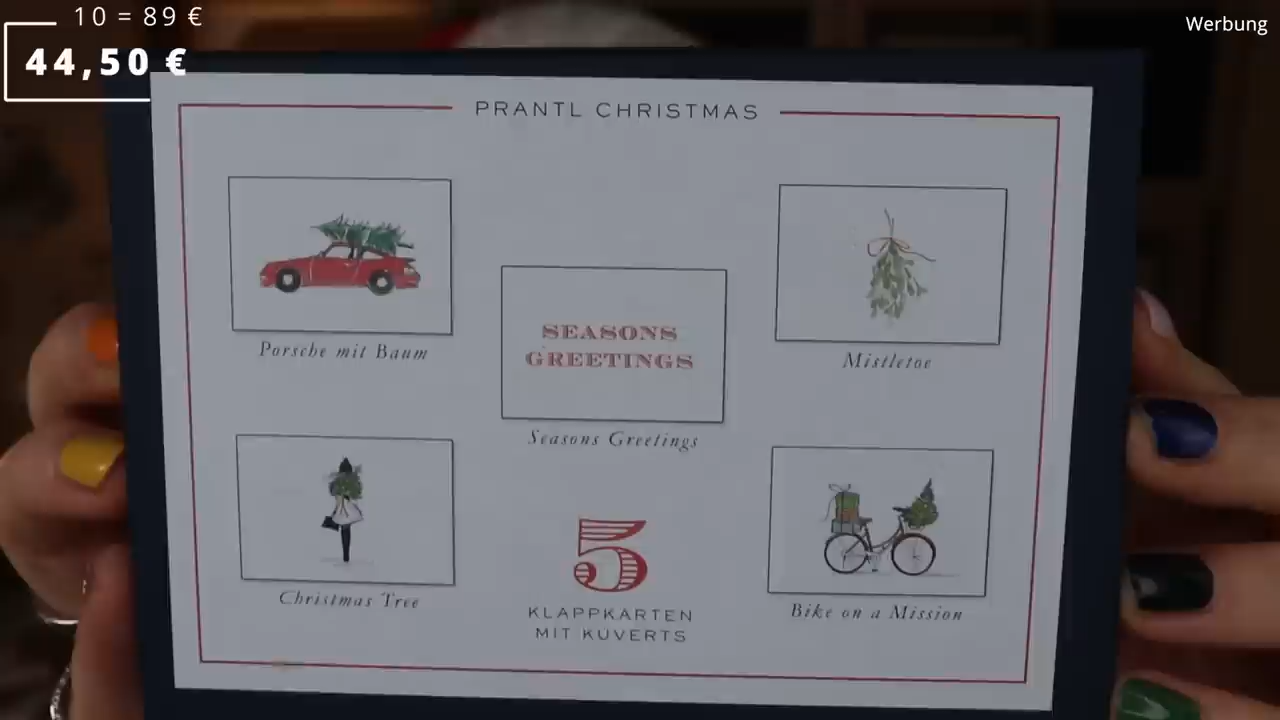 10 = 89 €
44,50 €
Werbung
PRANTL CHRISTMAS
Porsche mit Baum
Mistletoe
SEASONS
GREETINGS
Seasons Greetings
Christmas Tree
5
KLAPPKARTEN
MIT KUVERTS
Bike on a Mission